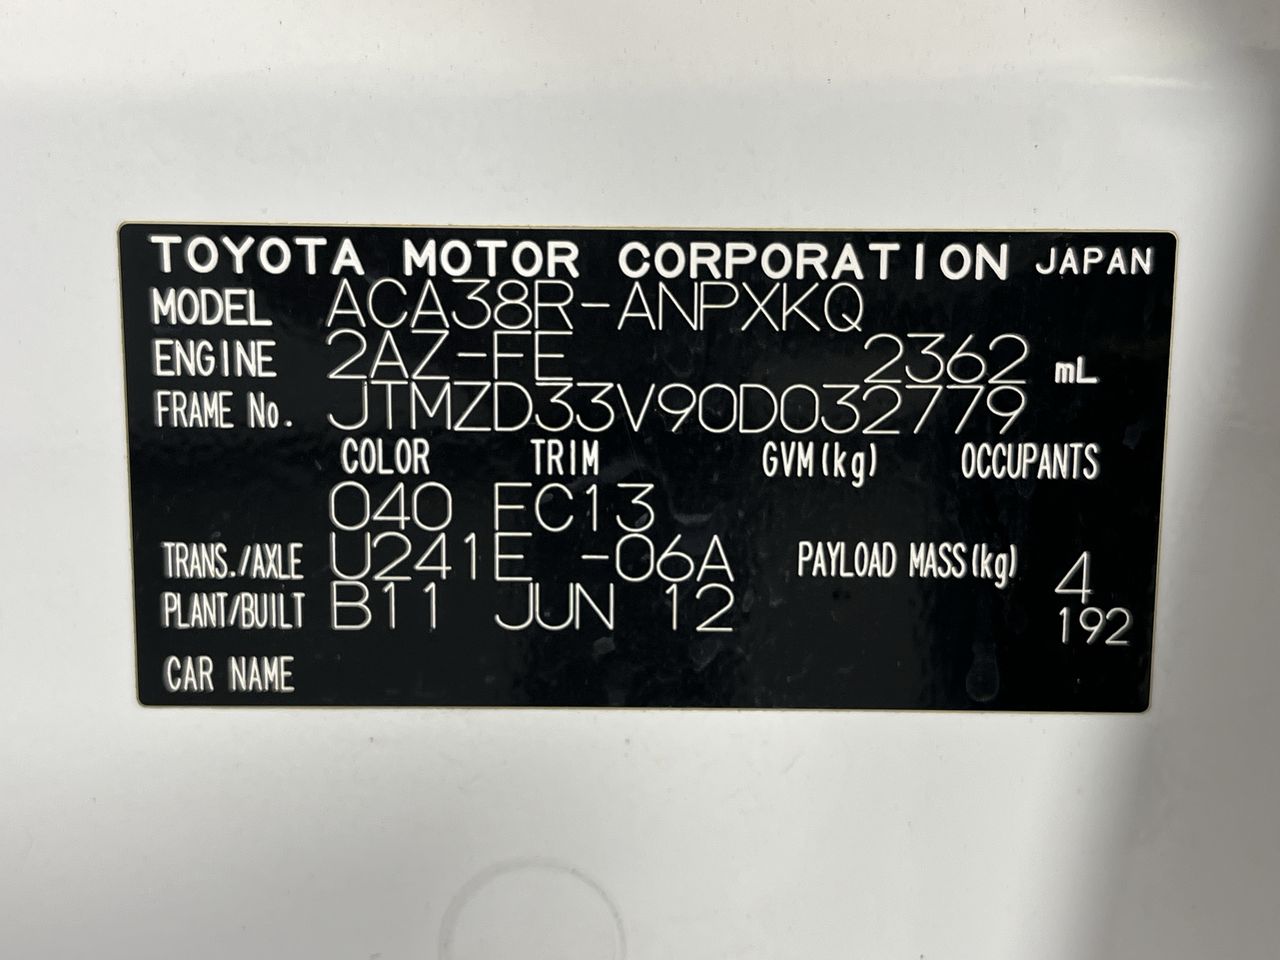 TOYOTA MOTOR CORPORATION JAPAN
MODEL ACA38R-ANPXKQ
ENGINE 2AZ-FE 2362 mL
FRAME No. JTMZD33V90D032779
COLOR TRIM GVM(kg) OCCUPANTS
040 FC13
TRANS./AXLE U241E -06A PAYLOAD MASS(kg) 4
PLANT/BUILT B11 JUN 12 192
CAR NAME